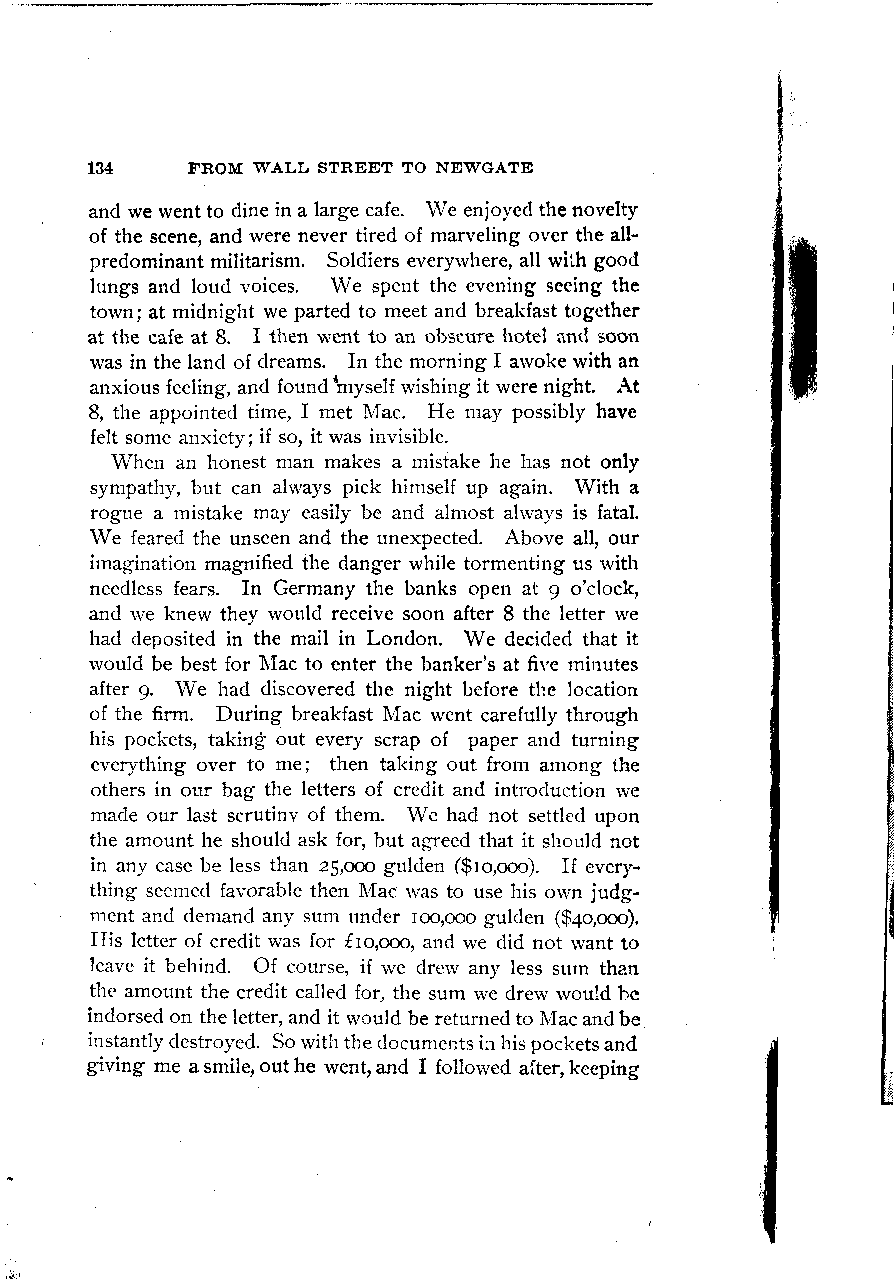 134 FROM WALL STREET TO NEWGATE
and we went to dine in a large cafe. We enjoyed the novelty
of the scene, and were never tired of marveling over the all-
predominant militarism. Soldiers everywhere, all with good
lungs and loud voices. We spent the evening seeing the
town; at midnight we parted to meet and breakfast together
at the cafe at 8. I then went to an obscure hotel and soon
was in the land of dreams. In the morning I awoke with an
anxious feeling, and found myself wishing it were night. At
8, the appointed time, I met Mac. He may possibly have
felt some anxiety; if so, it was invisible.
When an honest man makes a mistake he has not only
sympathy, but can always pick himself up again. With a
rogue a mistake may easily be and almost always is fatal.
We feared the unseen and the unexpected. Above all, our
imagination magnified the danger while tormenting us with
needless fears. In Germany the banks open at 9 o'clock,
and we knew they would receive soon after 8 the letter we
had deposited in the mail in London. We decided that it
would be best for Mac to enter the banker's at five minutes
after 9. We had discovered the night before the location
of the firm. During breakfast Mac went carefully through
his pockets, taking out every scrap of paper and turning
everything over to me; then taking out from among the
others in our bag the letters of credit and introduction we
made our last scrutiny of them. We had not settled upon
the amount he should ask for, but agreed that it should not
in any case be less than 25,000 gulden ($10,000). If every-
thing seemed favorable then Mac was to use his own judg-
ment and demand any sum under 100,000 gulden ($40,000).
His letter of credit was for £10,000, and we did not want to
leave it behind. Of course, if we drew any less sum than
the amount the credit called for, the sum we drew would be
indorsed on the letter, and it would be returned to Mac and be
instantly destroyed. So with the documents in his pockets and
giving me a smile, out he went, and I followed after, keeping